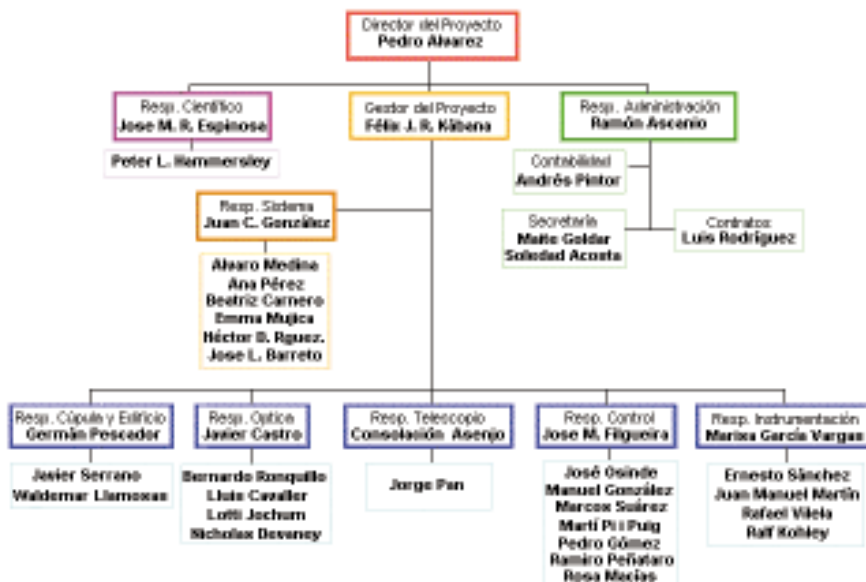 Director del Proyecto
Pedro Alvarez
Resp. Científico
Jose M. R. Espinosa
Gestor del Proyecto
Félix J. R. Kábana
Resp. Administración
Ramón Ascanio
Peter L. Hammersley
Contabilidad
Andrés Pintor
Resp. Sistema
Juan C. González
Secretaría
Maite Goldar
Soledad Acosta
Contratos
Luis Rodríguez
Alvaro Medina
Ana Pérez
Beatriz Carnero
Emma Mujica
Héctor D. Rguez.
Jose L. Barreto
Resp. Cúpula y Edificio
Germán Pescador
Resp. Optica
Javier Castro
Resp. Telescopio
Consolación Asenjo
Resp. Control
Jose M. Filgueira
Resp. Instrumentación
Marisa García Vargas
Javier Serrano
Waldemar Llamosas
Bernardo Ronquillo
Lluis Cavaller
Lotti Jochum
Nicholas Devaney
Jorge Pan
José Osinde
Manuel González
Marcos Suárez
Martí Pi i Puig
Pedro Gómez
Ramiro Peñataro
Rosa Macías
Ernesto Sánchez
Juan Manuel Martín
Rafael Vilela
Ralf Kohley